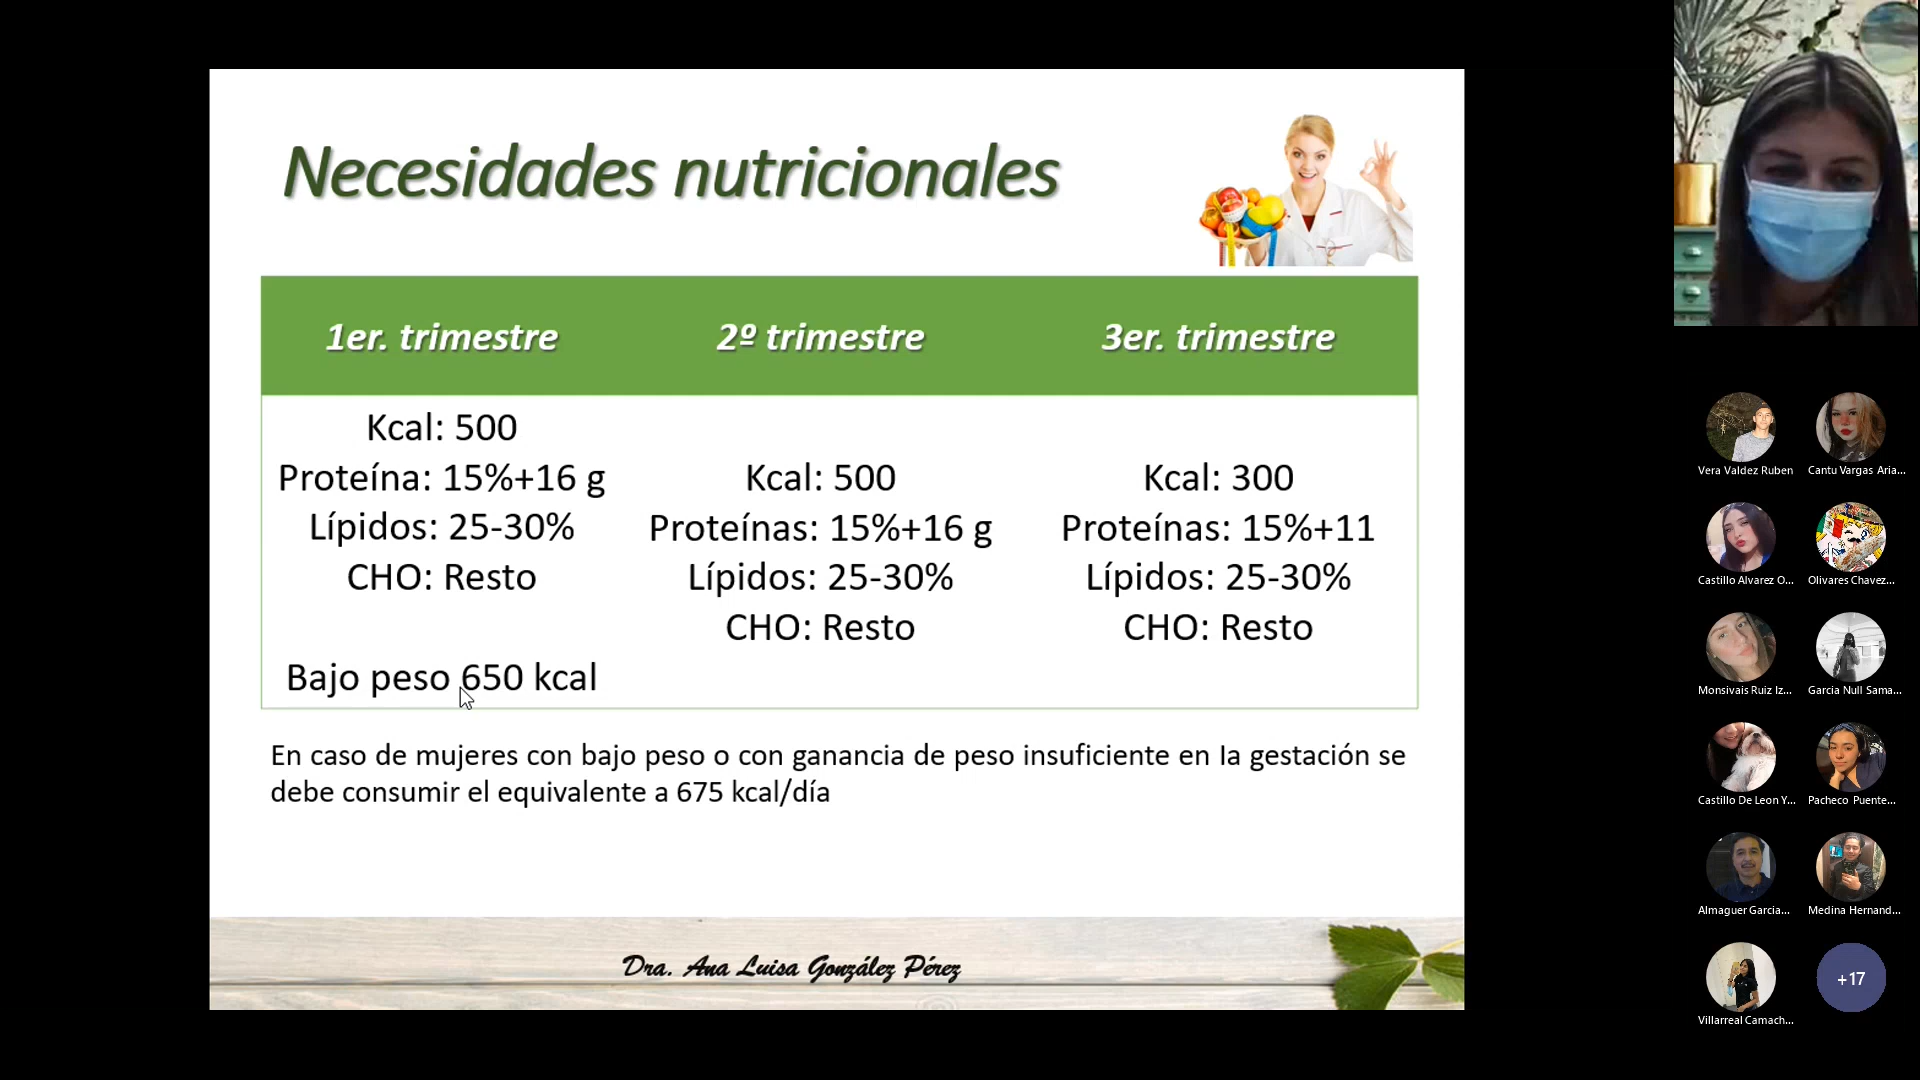 Necesidades nutricionales
1er. trimestre
2º trimestre
3er. trimestre
Kcal: 500
Proteína: 15%+16 g
Lípidos: 25-30%
CHO: Resto
Bajo peso 650 kcal
Kcal: 500
Proteínas: 15%+16 g
Lípidos: 25-30%
CHO: Resto
Kcal: 300
Proteínas: 15%+11
Lípidos: 25-30%
CHO: Resto
En caso de mujeres con bajo peso o con ganancia de peso insuficiente en Ia gestación se
debe consumir el equivalente a 675 kcal/día
Dra. Ana Luisa González Pérez
Vera Valdez Ruben
Cantu Vargas Aria...
Castillo Alvarez O...
Olivares Chavez...
Monsivais Ruiz Iz...
Garcia Null Sama...
Castillo De Leon Y...
Pacheco Puente...
Almaguer Garcia...
Medina Hernand...
Villarreal Camach...
+17